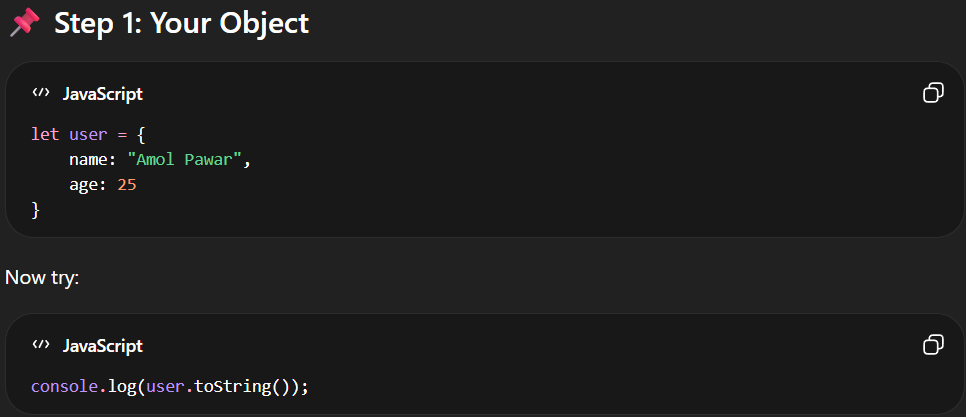 📌 Step 1: Your Object
</> JavaScript
let user = {
    name: "Amol Pawar",
    age: 25
}
Now try:
</> JavaScript
console.log(user.toString());